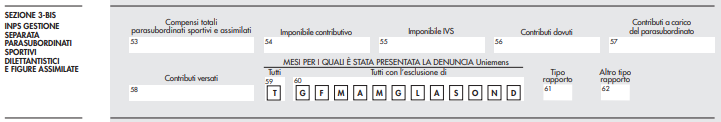 SEZIONE 3-BIS
INPS GESTIONE
SEPARATA
PARASUBORDINATI
SPORTIVI
DILETTANTISTICI
E FIGURE ASSIMILATE
Compensi totali
parasubordinati sportivi e assimilati
53
Imponibile contributivo
54
Imponibile IVS
55
Contributi dovuti
56
Contributi a carico
del parasubordinato
57
Contributi versati
58
MESI PER I QUALI È STATA PRESENTATA LA DENUNCIA Uniemens
Tutti
59
T
Tutti con l'esclusione di
60
G F M A M G L A S O N D
Tipo
rapporto
61
Altro tipo
rapporto
62